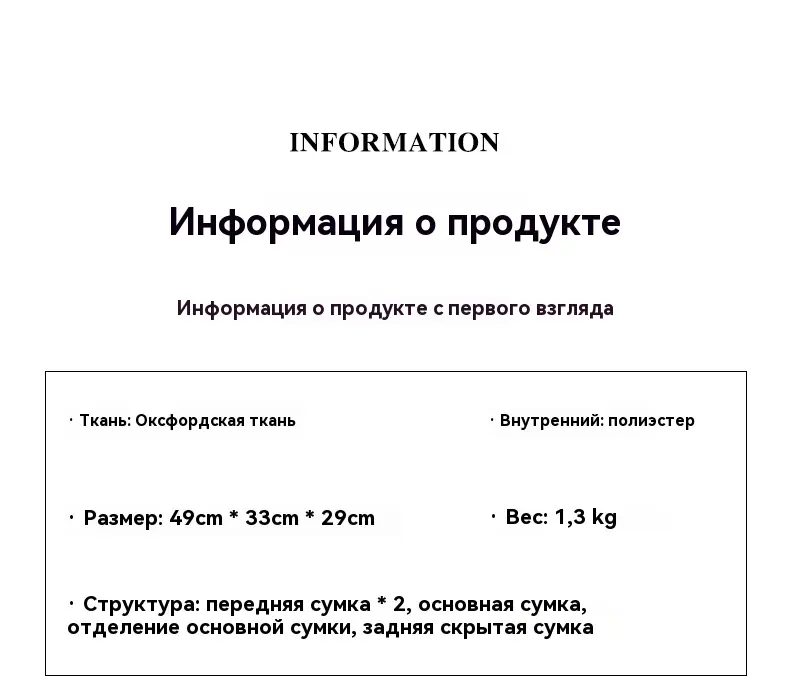 INFORMATION
Информация о продукте
Информация о продукте с первого взгляда
· Ткань: Оксфордская ткань
· Внутренний: полиэстер
· Размер: 49cm * 33cm * 29cm
· Вес: 1,3 kg
· Структура: передняя сумка * 2, основная сумка,
отделение основной сумки, задняя скрытая сумка